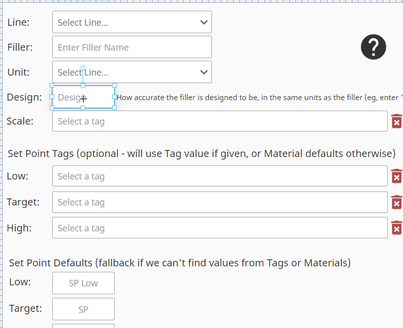 Line: Select Line...
Filler: Enter Filler Name
?
Unit: Select Line...
Design: Design How accurate the filler is designed to be, in the same units as the filler (eg, enter "
Scale: Select a tag
Set Point Tags (optional - will use Tag value if given, or Material defaults otherwise)
Low: Select a tag
Target: Select a tag
High: Select a tag
Set Point Defaults (fallback if we can't find values from Tags or Materials)
Low: SP Low
Target: SP